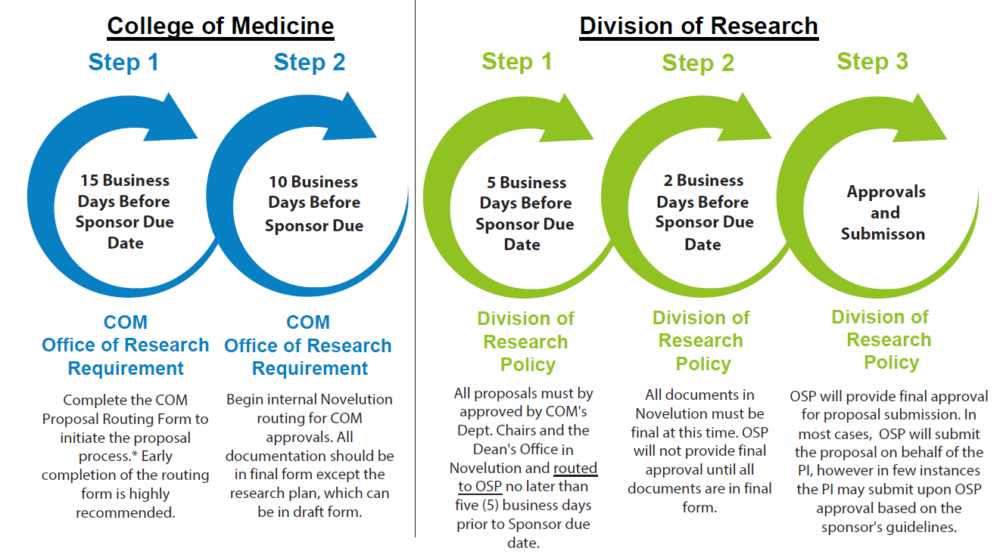 College of Medicine
Step 1
15 Business
Days Before
Sponsor Due
Date
COM
Office of Research
Requirement
Complete the COM
Proposal Routing Form to
initiate the proposal
process.* Early
completion of the routing
form is highly
recommended.
Step 2
10 Business
Days Before
Sponsor Due
COM
Office of Research
Requirement
Begin internal Novelution
routing for COM
approvals. All
documentation should be
in final form except the
research plan, which can
be in draft form.
Division of Research
Step 1
5 Business
Days Before
Sponsor Due
Date
Division of
Research
Policy
All proposals must by
approved by COM's
Dept. Chairs and the
Dean's Office in
Novelution and routed
to OSP no later than
five (5) business days
prior to Sponsor due
date.
Step 2
2 Business
Days Before
Sponsor Due
Date
Division of
Research
Policy
All documents in
Novelution must be
final at this time. OSP
will not provide final
approval until all
documents are in final
form.
Step 3
Approvals
and
Submisson
Division of
Research
Policy
OSP will provide final approval
for proposal submission. In
most cases, OSP will submit
the proposal on behalf of the
PI, however in few instances
the PI may submit upon OSP
approval based on the
sponsor's guidelines.